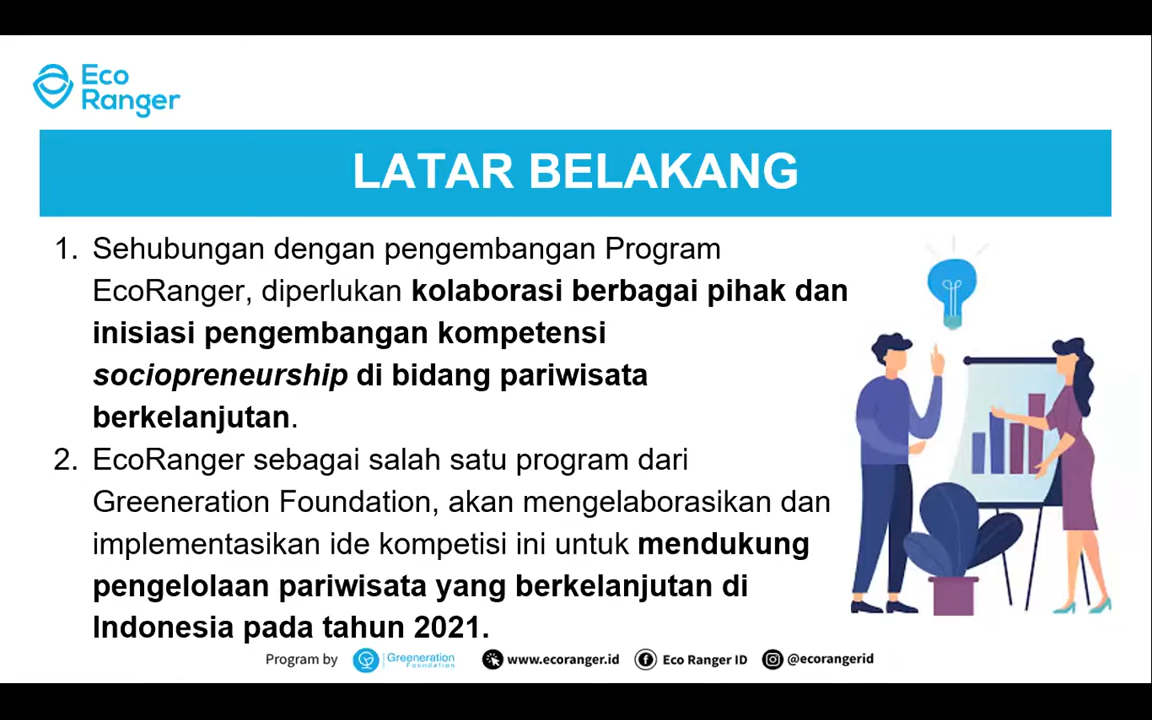 Eco
Ranger
LATAR BELAKANG
1. Sehubungan dengan pengembangan Program
EcoRanger, diperlukan kolaborasi berbagai pihak dan
inisiasi pengembangan kompetensi
sociopreneurship di bidang pariwisata
berkelanjutan.
2. EcoRanger sebagai salah satu program dari
Greeneration Foundation, akan mengelaborasikan dan
implementasikan ide kompetisi ini untuk mendukung
pengelolaan pariwisata yang berkelanjutan di
Indonesia pada tahun 2021.
Program by Greeneration Foundation www.ecoranger.id Eco Ranger ID @ecorangerid